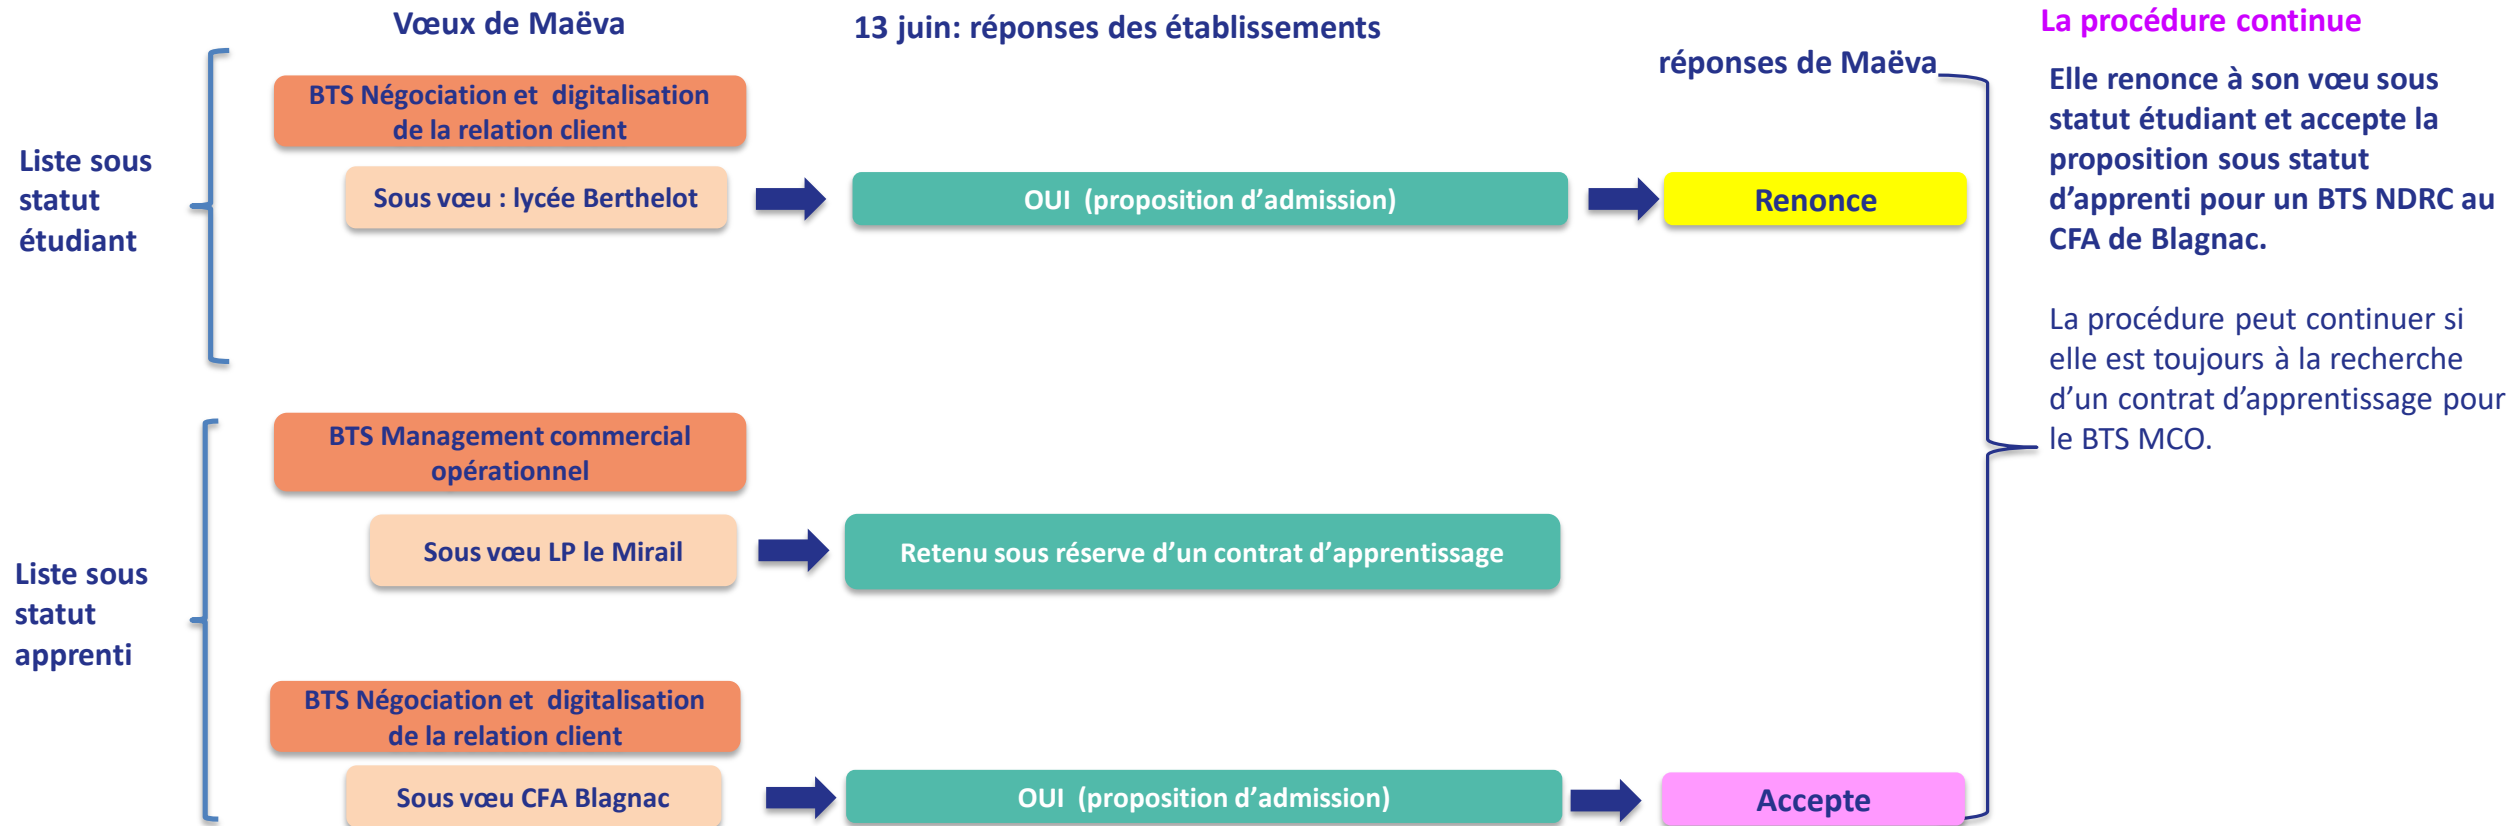 Vœux de Maëva
13 juin: réponses des établissements
réponses de Maëva
La procédure continue
Liste sous
statut
étudiant
BTS Négociation et digitalisation
de la relation client
Sous vœu : lycée Berthelot
OUI (proposition d’admission)
Renonce
Elle renonce à son vœu sous
statut étudiant et accepte la
proposition sous statut
d’apprenti pour un BTS NDRC au
CFA de Blagnac.
La procédure peut continuer si
elle est toujours à la recherche
d’un contrat d’apprentissage pour
le BTS MCO.
Liste sous
statut
apprenti
BTS Management commercial
opérationnel
Sous vœu LP le Mirail
Retenu sous réserve d’un contrat d’apprentissage
BTS Négociation et digitalisation
de la relation client
Sous vœu CFA Blagnac
OUI (proposition d’admission)
Accepte